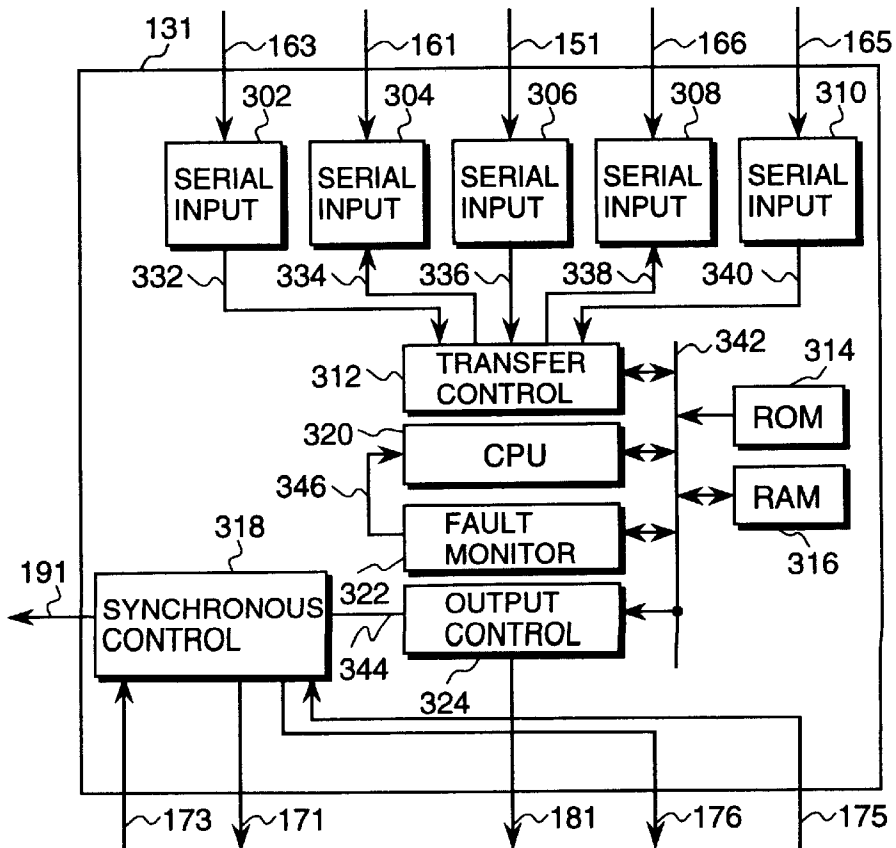 131
163
161
151
166
165
302
304
306
308
310
SERIAL
INPUT
SERIAL
INPUT
SERIAL
INPUT
SERIAL
INPUT
SERIAL
INPUT
332
334
336
338
340
342
312
TRANSFER
CONTROL
314
ROM
320
CPU
346
RAM
316
318
FAULT
MONITOR
322
191
SYNCHRONOUS
CONTROL
OUTPUT
CONTROL
344
324
173
171
181
176
175